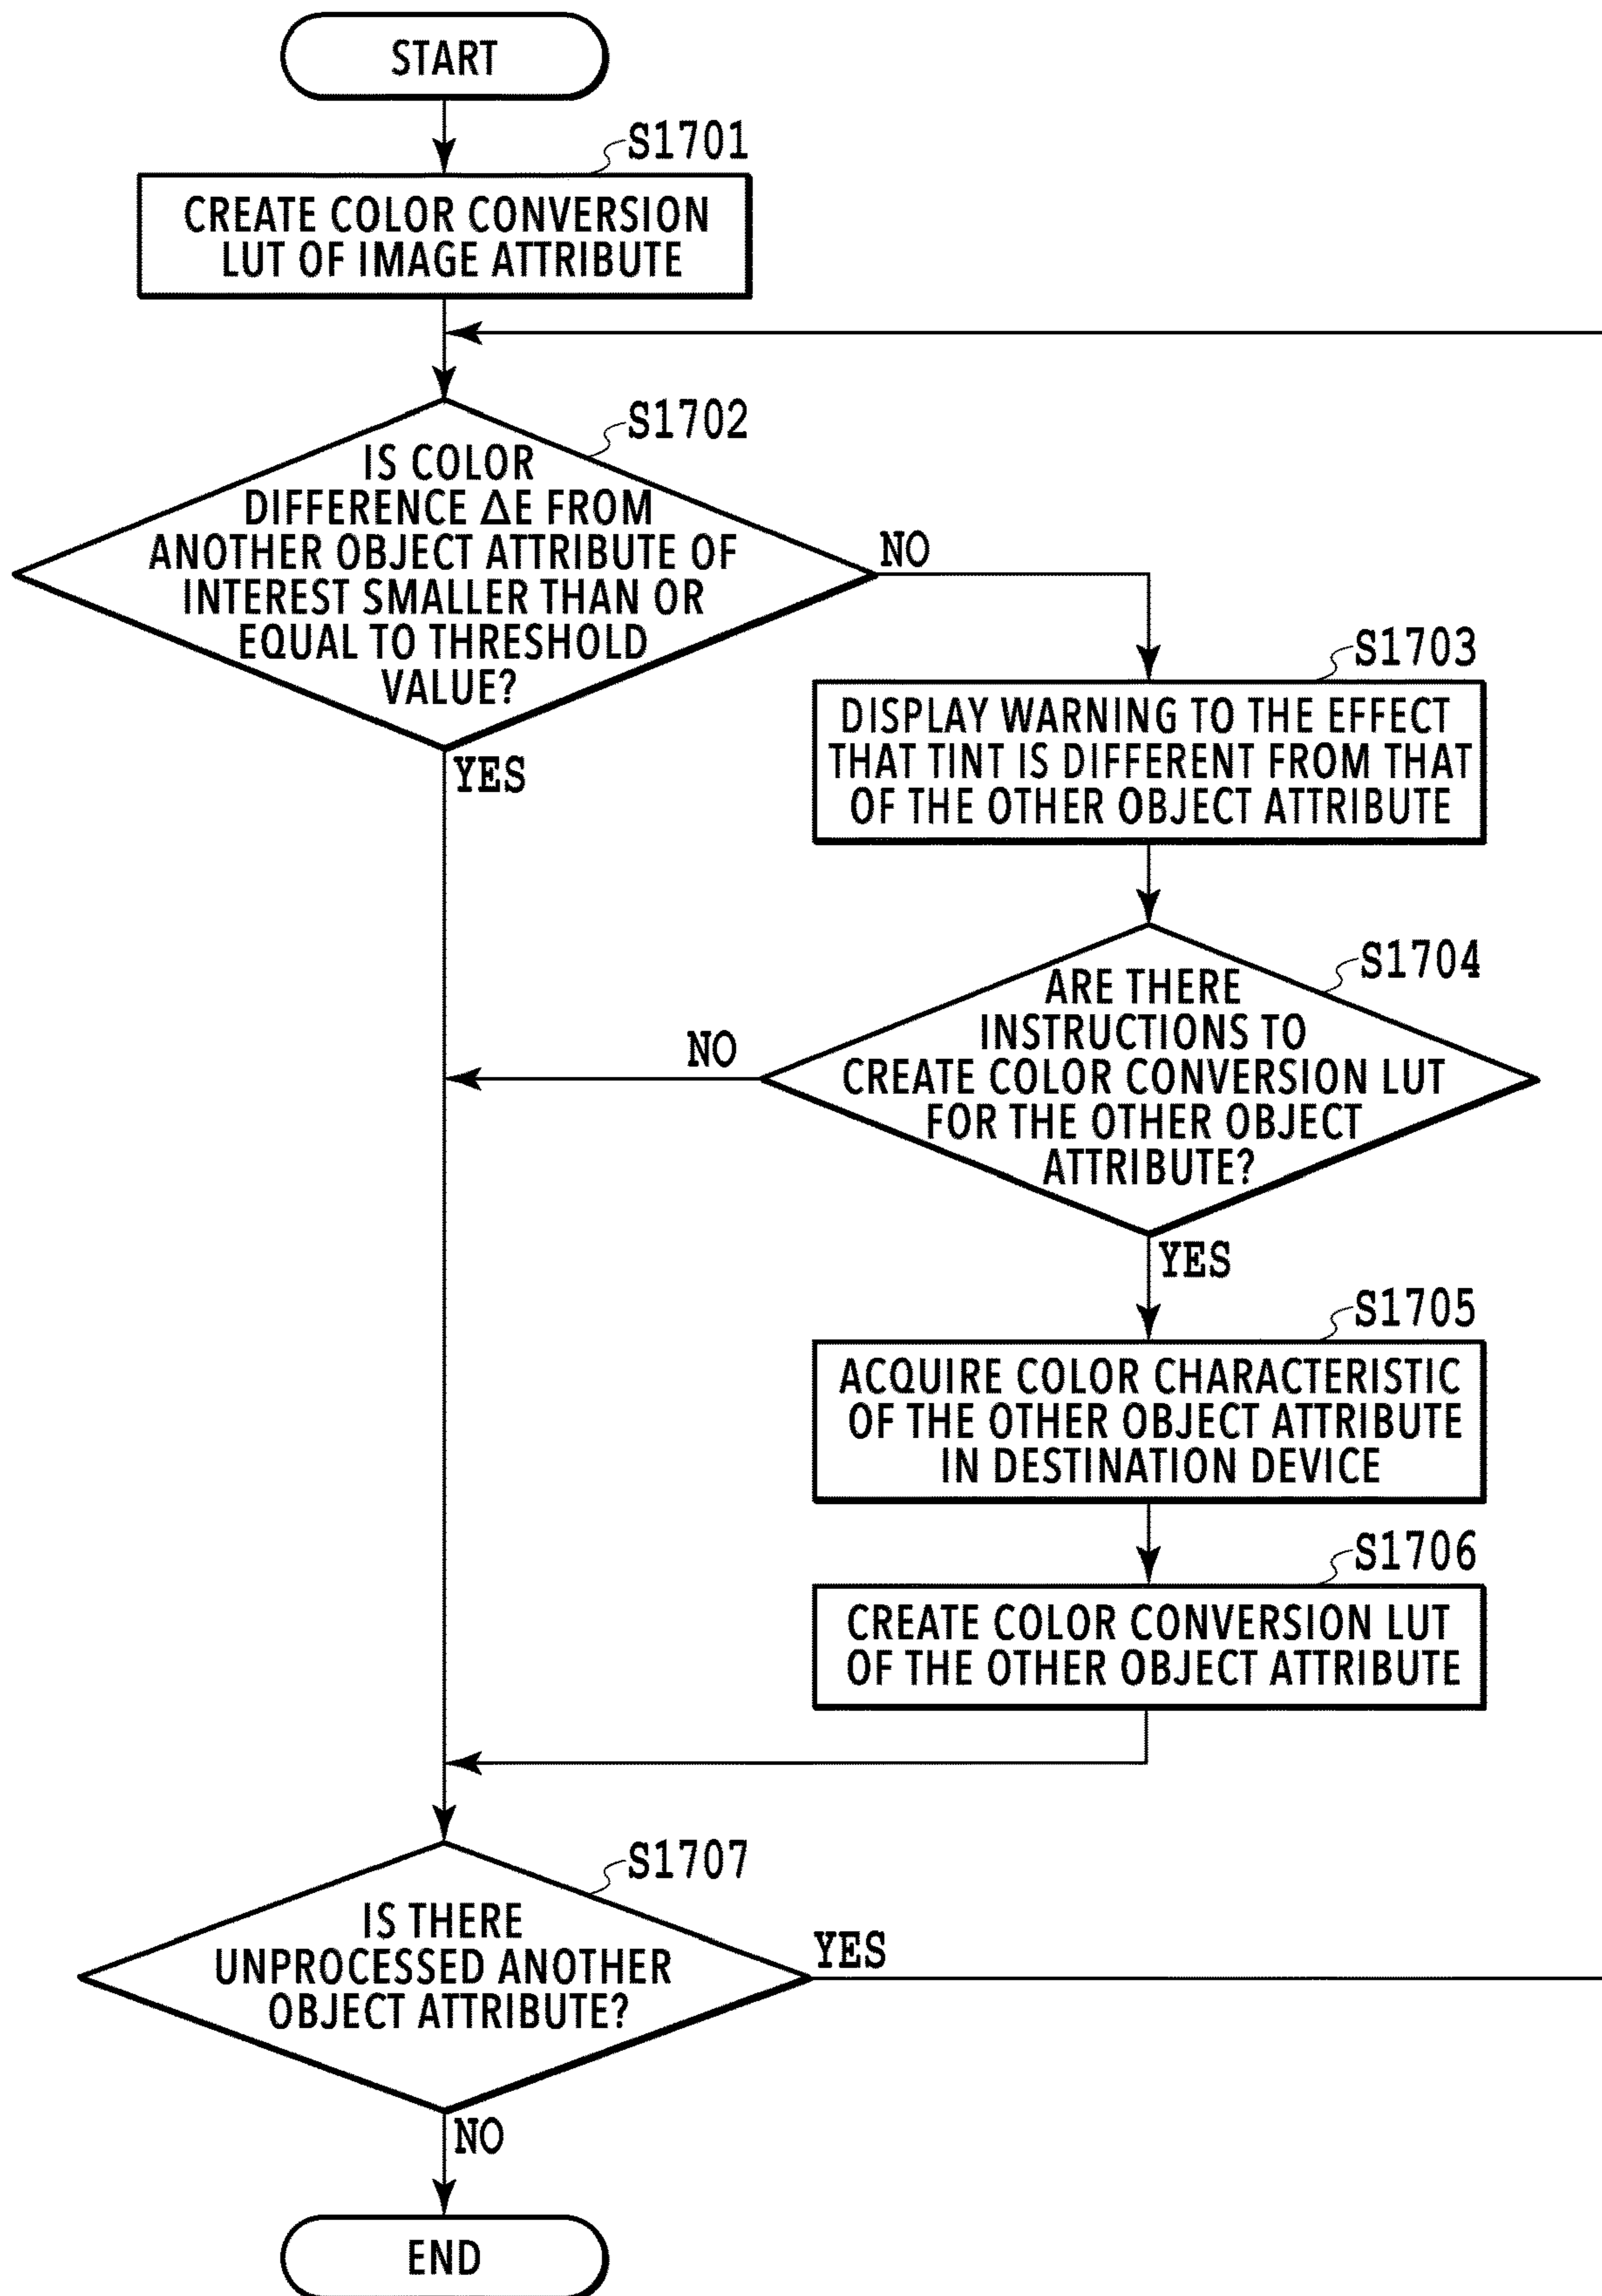 START
S1701
CREATE COLOR CONVERSION
LUT OF IMAGE ATTRIBUTE
S1702
IS COLOR
DIFFERENCE ΔE FROM
ANOTHER OBJECT ATTRIBUTE OF
INTEREST SMALLER THAN OR
EQUAL TO THRESHOLD
VALUE?
NO
YES
S1703
DISPLAY WARNING TO THE EFFECT
THAT TINT IS DIFFERENT FROM THAT
OF THE OTHER OBJECT ATTRIBUTE
S1704
ARE THERE
INSTRUCTIONS TO
CREATE COLOR CONVERSION LUT
FOR THE OTHER OBJECT
ATTRIBUTE?
NO
YES
S1705
ACQUIRE COLOR CHARACTERISTIC
OF THE OTHER OBJECT ATTRIBUTE
IN DESTINATION DEVICE
S1706
CREATE COLOR CONVERSION LUT
OF THE OTHER OBJECT ATTRIBUTE
S1707
IS THERE
UNPROCESSED ANOTHER
OBJECT ATTRIBUTE?
YES
NO
END